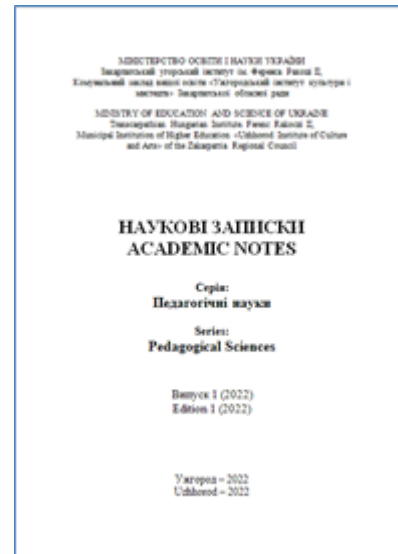 МІНІСТЕРСТВО ОСВІТИ І НАУКИ УКРАЇНИ
Закарпатський угорський інститут ім. Ференца Ракоці ІІ,
Комунальний заклад вищої освіти «Ужгородський інститут культури і
мистецтв» Закарпатської обласної ради
MINISTRY OF EDUCATION AND SCIENCE OF UKRAINE
Transcarpathian Hungarian Institute Ferenc Rakoczi II,
Municipal Institution of Higher Education «Uzhhorod Institute of Culture
and Arts» of the Zakarpattia Regional Council
НАУКОВІ ЗАПИСКИ
ACADEMIC NOTES
Серія:
Педагогічні науки
Series:
Pedagogical Sciences
Випуск 1 (2022)
Edition 1 (2022)
Ужгород – 2022
Uzhhorod – 2022